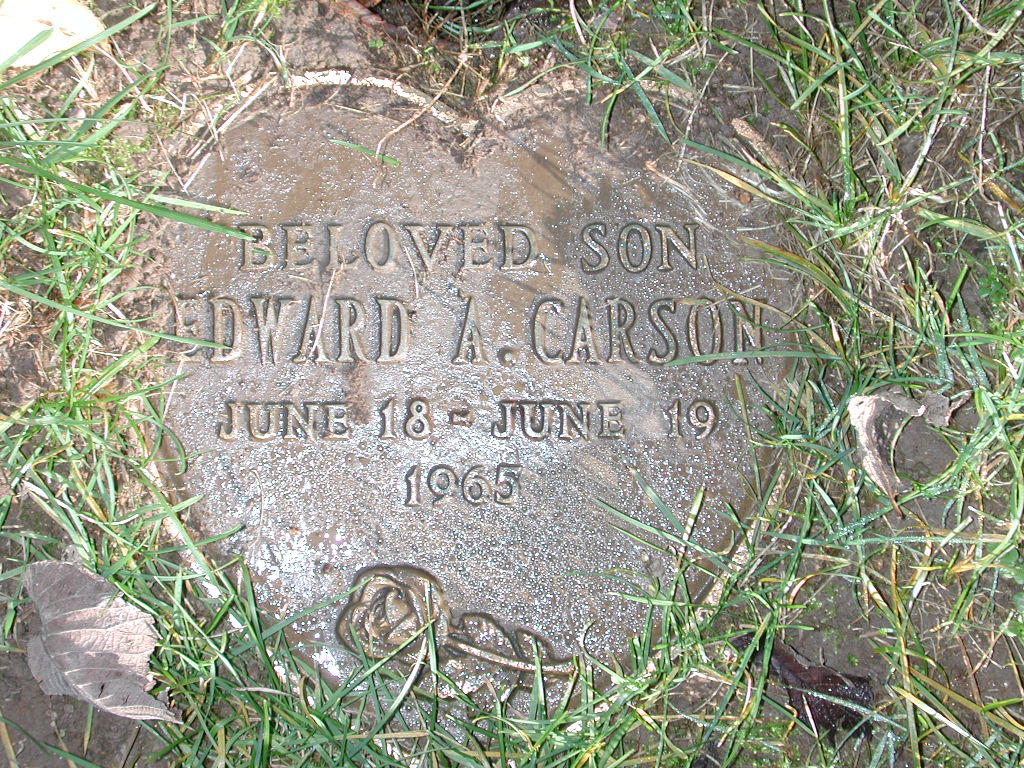 BELOVED SON
EDWARD A. CARSON
JUNE 18 - JUNE 19
1965